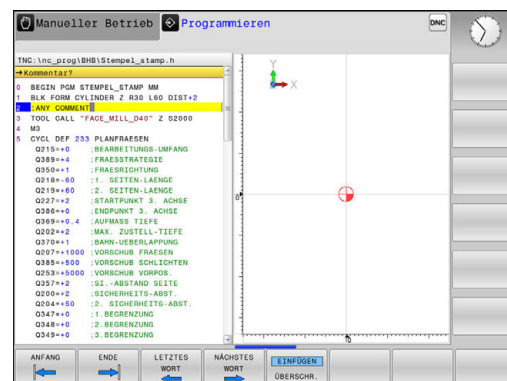 Manueller Betrieb
Programmieren
DNC
TNC:\nc_prog\BHB\Stempel_stamp.h
→Kommentar?
0 BEGIN PGM STEMPEL_STAMP MM
1 BLK FORM CYLINDER Z R30 L60 DIST+2
2 ;ANY COMMENT
3 TOOL CALL "FACE_MILL_D40" Z S2000
4 M3
5 CYCL DEF 233 PLANFRAESEN
Q215=+0 ;BEARBEITUNGS-UMFANG
Q389=+4 ;FRAESSTRATEGIE
Q350=+1 ;FRAESRICHTUNG
Q218=-60 ;1. SEITEN-LAENGE
Q219=+60 ;2. SEITEN-LAENGE
Q227=+2 ;STARTPUNKT 3. ACHSE
Q386=+0 ;ENDPUNKT 3. ACHSE
Q369=+0.4 ;AUFMASS TIEFE
Q202=+2 ;MAX. ZUSTELL-TIEFE
Q370=+1 ;BAHN-UEBERLAPPUNG
Q207=+1000 ;VORSCHUB FRAESEN
Q385=+500 ;VORSCHUB SCHLICHTEN
Q253=+5000 ;VORSCHUB VORPOS.
Q357=+2 ;SI.-ABSTAND SEITE
Q200=+2 ;SICHERHEITS-ABST.
Q204=+50 ;2. SICHERHEITS-ABST.
Q347=+0 ;1.BEGRENZUNG
Q348=+0 ;2.BEGRENZUNG
Q349=+0 ;3.BEGRENZUNG
Y
X
0
0
ANFANG
ENDE
LETZTES
WORT
NÄCHSTES
WORT
EINFÜGEN
ÜBERSCHR.